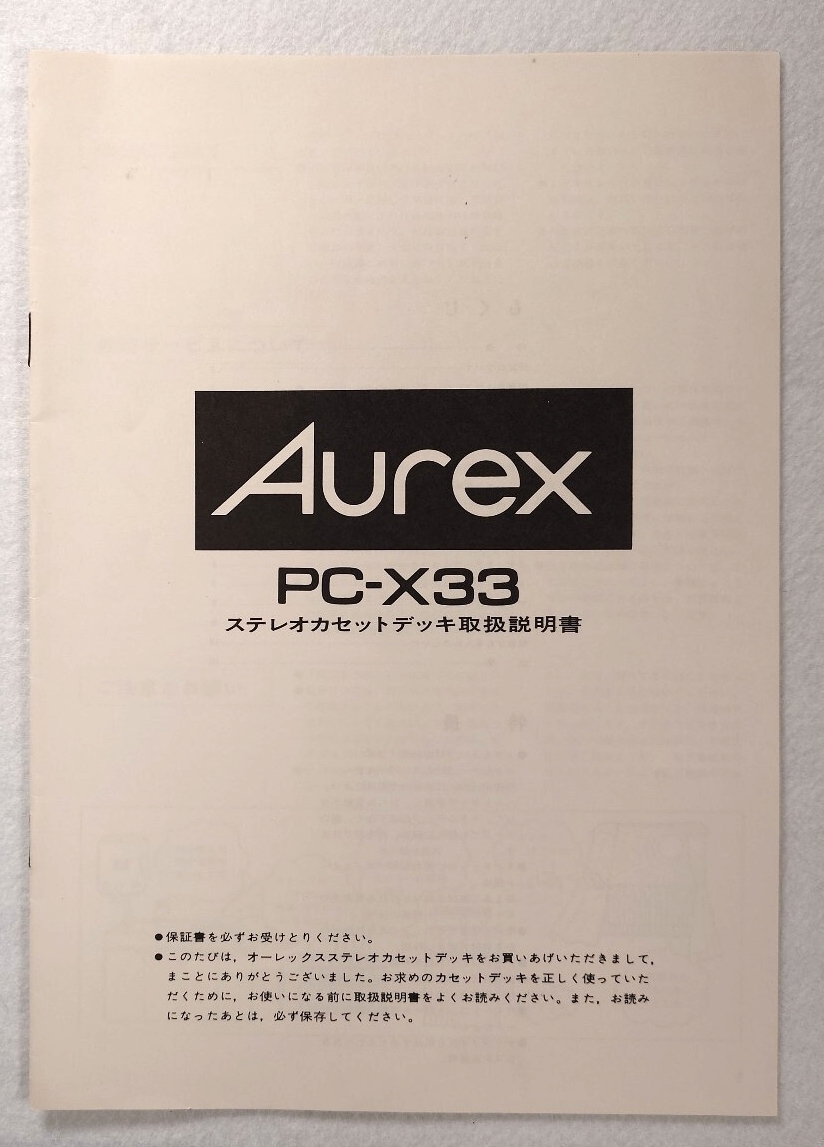 Aurex
PC-X33
ステレオカセットデッキ取扱説明書
●保証書を必ずお受けとりください。
●このたびは,オーレックスステレオカセットデッキをお買いあげいただきまして,
まことにありがとうございました。お求めのカセットデッキを正しく使っていた
だくために,お使いになる前に取扱説明書をよくお読みください。また,お読み
になったあとは,必ず保存してください。